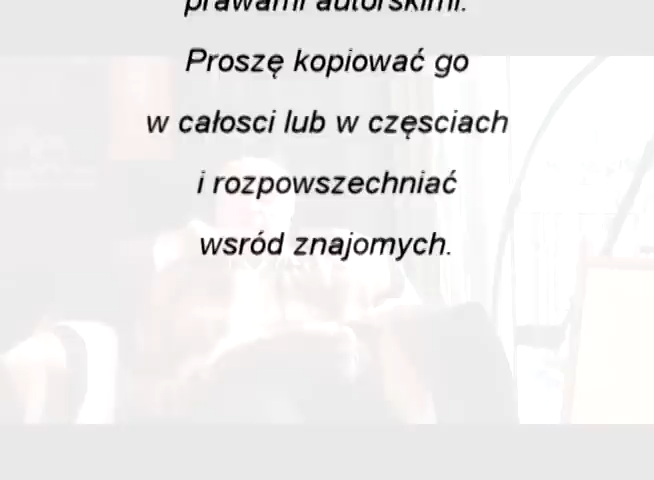 prawami autorskimi.
Proszę kopiować go
w całosci lub w częsciach
i rozpowszechniać
wsród znajomych.